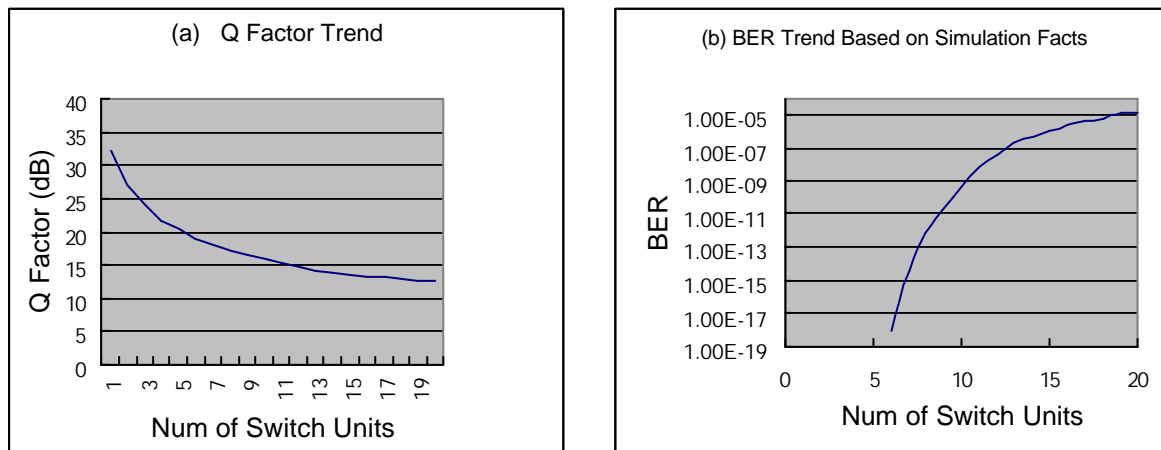 (a) Q Factor Trend
Q Factor (dB)
40
35
30
25
20
15
10
5
0
1 3 5 7 9 11 13 15 17 19
Num of Switch Units
(b) BER Trend Based on Simulation Facts
BER
1.00E-05
1.00E-07
1.00E-09
1.00E-11
1.00E-13
1.00E-15
1.00E-17
1.00E-19
0 5 10 15 20
Num of Switch Units